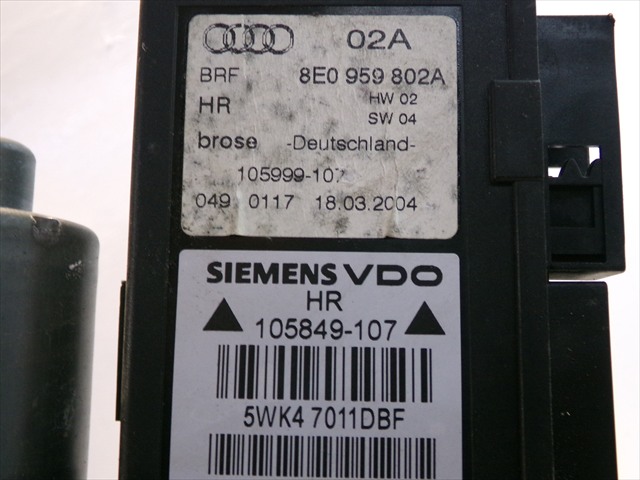 02A
BRF 8E0 959 802A
HR HW 02
SW 04
brose -Deutschland-
105999-107
049 0117 18.03.2004
SIEMENS VDO
HR
105849-107
5WK4 7011DBF